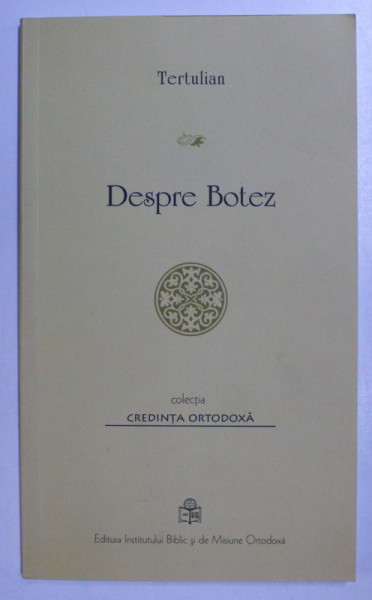 Tertulian
Despre Botez
colecția
CREDINȚA ORTODOXĂ
Editura Institutului Biblic și de Misiune Ortodoxă